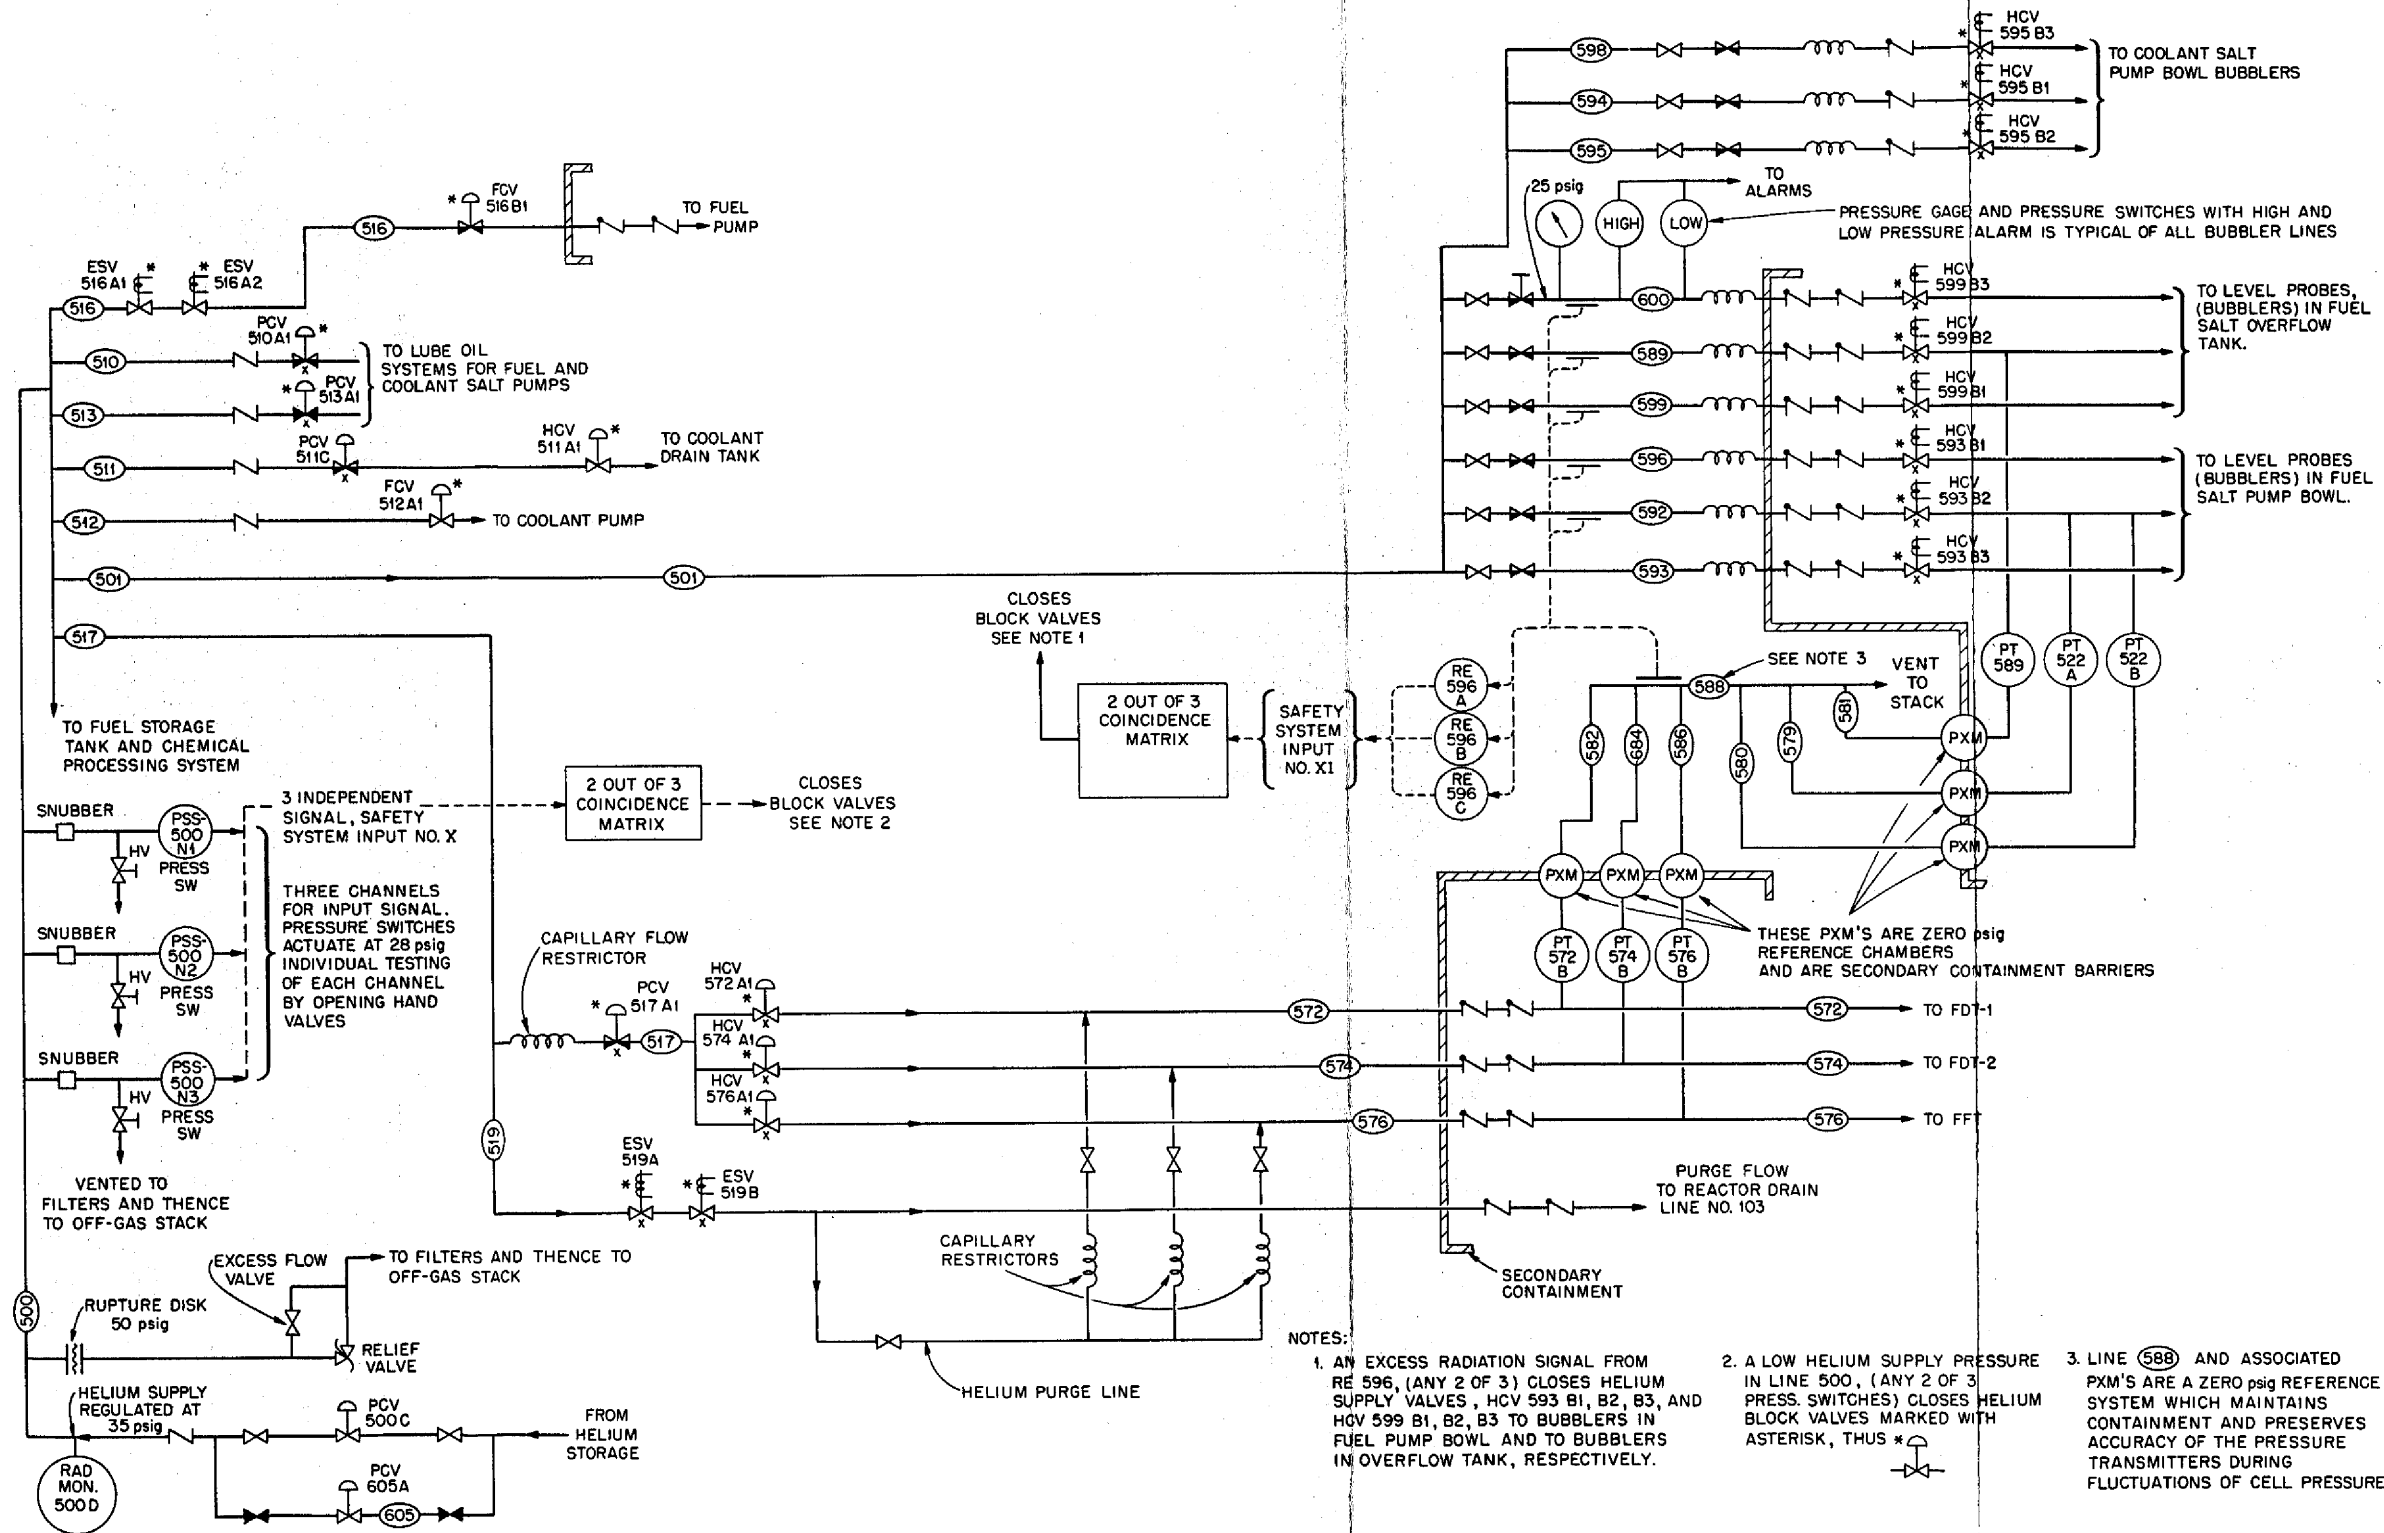 HCV
595 B3
598
TO COOLANT SALT
PUMP BOWL BUBBLERS
HCV
595 B1
594
HCV
595 B2
595
25 psig
TO
ALARMS
HIGH
LOW
PRESSURE GAGE AND PRESSURE SWITCHES WITH HIGH AND
LOW PRESSURE ALARM IS TYPICAL OF ALL BUBBLER LINES
FCV
516 B1
*
516
TO FUEL
PUMP
ESV
516A1
*
ESV
516A2
*
516
PCV
510A1
*
510
TO LUBE OIL
SYSTEMS FOR FUEL AND
COOLANT SALT PUMPS
PCV
513A1
*
513
PCV
511C
HCV
511A1
*
511
TO COOLANT
DRAIN TANK
FCV
512A1
*
512
TO COOLANT PUMP
501
501
517
600
HCV
599B3
589
HCV
599B2
599
HCV
599B1
TO LEVEL PROBES,
(BUBBLERS) IN FUEL
SALT OVERFLOW
TANK.
596
HCV
593 B1
592
HCV
593 B2
593
HCV
593 B3
TO LEVEL PROBES
(BUBBLERS) IN FUEL
SALT PUMP BOWL.
CLOSES
BLOCK VALVES
SEE NOTE 1
2 OUT OF 3
COINCIDENCE
MATRIX
SAFETY
SYSTEM
INPUT
NO. XI
RE
596
A
RE
596
B
RE
596
C
SEE NOTE 3
588
VENT
TO
STACK
582
684
586
580
579
581
PT
589
PT
522
A
PT
522
B
PXM
PXM
PXM
TO FUEL STORAGE
TANK AND CHEMICAL
PROCESSING SYSTEM
SNUBBER
PSS-
500
N1
HV
PRESS
SW
3 INDEPENDENT
SIGNAL, SAFETY
SYSTEM INPUT NO. X
2 OUT OF 3
COINCIDENCE
MATRIX
CLOSES
BLOCK VALVES
SEE NOTE 2
SNUBBER
PSS-
500
N2
HV
PRESS
SW
THREE CHANNELS
FOR INPUT SIGNAL.
PRESSURE SWITCHES
ACTUATE AT 28 psig
INDIVIDUAL TESTING
OF EACH CHANNEL
BY OPENING HAND
VALVES
SNUBBER
PSS-
500
N3
HV
PRESS
SW
VENTED TO
FILTERS AND THENCE
TO OFF-GAS STACK
PXM
PXM
PXM
PT
572
B
PT
574
B
PT
576
B
THESE PXM'S ARE ZERO psig
REFERENCE CHAMBERS
AND ARE SECONDARY CONTAINMENT BARRIERS
CAPILLARY FLOW
RESTRICTOR
PCV
517 A1
*
517
HCV
572 A1
*
572
572
TO FDT-1
HCV
574 A1
*
574
574
TO FDT-2
HCV
576A1
*
576
576
TO FFT
519
ESV
519A
*
ESV
519B
*
PURGE FLOW
TO REACTOR DRAIN
LINE NO. 103
CAPILLARY
RESTRICTORS
SECONDARY
CONTAINMENT
HELIUM PURGE LINE
EXCESS FLOW
VALVE
TO FILTERS AND THENCE TO
OFF-GAS STACK
500
RUPTURE DISK
50 psig
RELIEF
VALVE
HELIUM SUPPLY
REGULATED AT
35 psig
PCV
500C
FROM
HELIUM
STORAGE
RAD
MON.
500D
PCV
605A
605
NOTES:
1. AN EXCESS RADIATION SIGNAL FROM
RE 596, (ANY 2 OF 3) CLOSES HELIUM
SUPPLY VALVES, HCV 593 B1, B2, B3, AND
HCV 599 B1, B2, B3 TO BUBBLERS IN
FUEL PUMP BOWL AND TO BUBBLERS
IN OVERFLOW TANK, RESPECTIVELY.
2. A LOW HELIUM SUPPLY PRESSURE
IN LINE 500, (ANY 2 OF 3
PRESS. SWITCHES) CLOSES HELIUM
BLOCK VALVES MARKED WITH
ASTERISK, THUS *
3. LINE 588 AND ASSOCIATED
PXM'S ARE A ZERO psig REFERENCE
SYSTEM WHICH MAINTAINS
CONTAINMENT AND PRESERVES
ACCURACY OF THE PRESSURE
TRANSMITTERS DURING
FLUCTUATIONS OF CELL PRESSURE